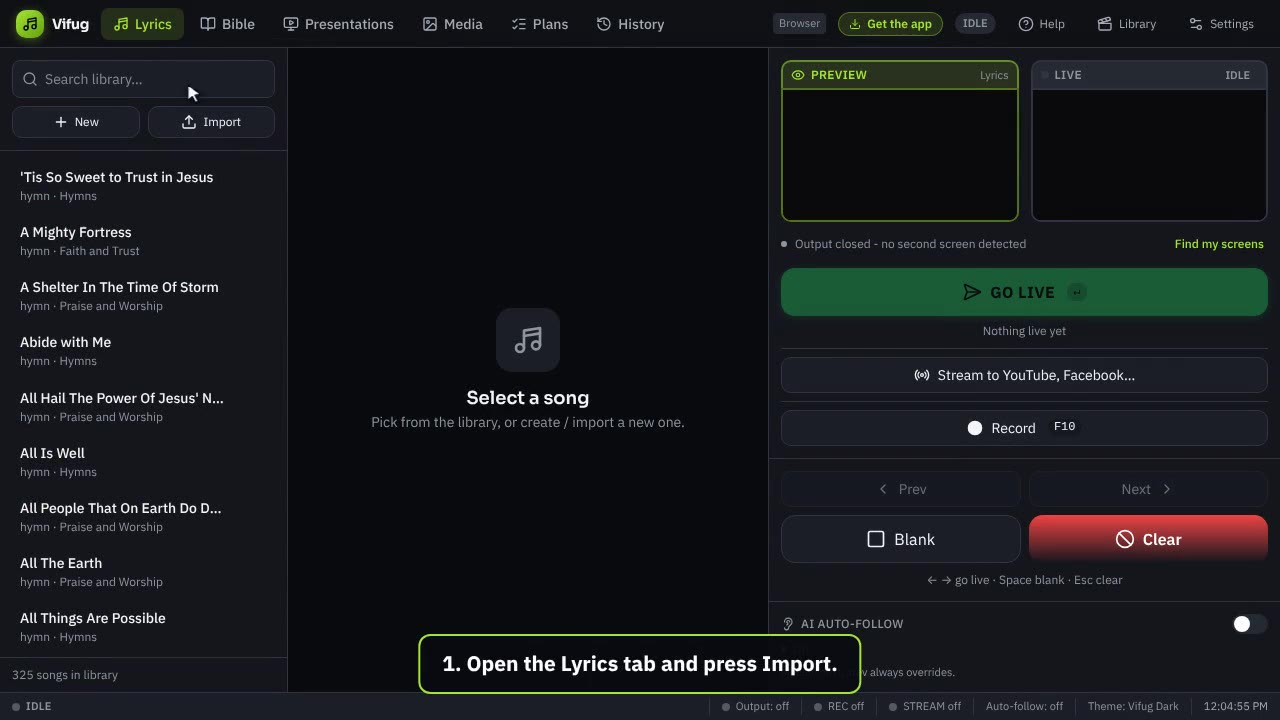 Vifug
Lyrics
Bible
Presentations
Media
Plans
History
Browser
Get the app
IDLE
Help
Library
Settings
Search library...
New
Import
'Tis So Sweet to Trust in Jesus
hymn · Hymns
A Mighty Fortress
hymn · Faith and Trust
A Shelter In The Time Of Storm
hymn · Praise and Worship
Abide with Me
hymn · Hymns
All Hail The Power Of Jesus' N...
hymn · Praise and Worship
All Is Well
hymn · Hymns
All People That On Earth Do D...
hymn · Praise and Worship
All The Earth
hymn · Praise and Worship
All Things Are Possible
hymn · Hymns
325 songs in library
Select a song
Pick from the library, or create / import a new one.
PREVIEW
Lyrics
LIVE
IDLE
Output closed - no second screen detected
Find my screens
GO LIVE
Nothing live yet
Stream to YouTube, Facebook...
Record F10
Prev
Next
Blank
Clear
← → go live · Space blank · Esc clear
AI AUTO-FOLLOW
always overrides.
1. Open the Lyrics tab and press Import.
IDLE
Output: off
REC off
STREAM off
Auto-follow: off
Theme: Vifug Dark
12:04:55 PM